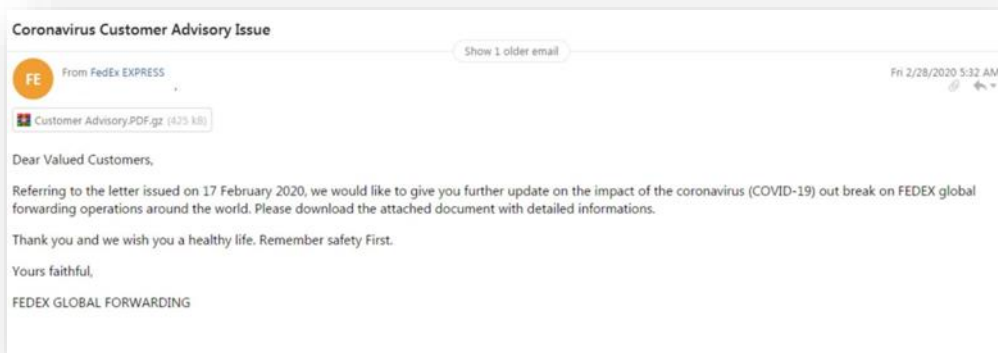 Coronavirus Customer Advisory Issue
Show 1 older email
FE
From FedEx EXPRESS
Fri 2/28/2020 5:32 AM
Customer Advisory.PDF.gz (425 kB)
Dear Valued Customers,
Referring to the letter issued on 17 February 2020, we would like to give you further update on the impact of the coronavirus (COVID-19) out break on FEDEX global
forwarding operations around the world. Please download the attached document with detailed informations.
Thank you and we wish you a healthy life. Remember safety First.
Yours faithful,
FEDEX GLOBAL FORWARDING